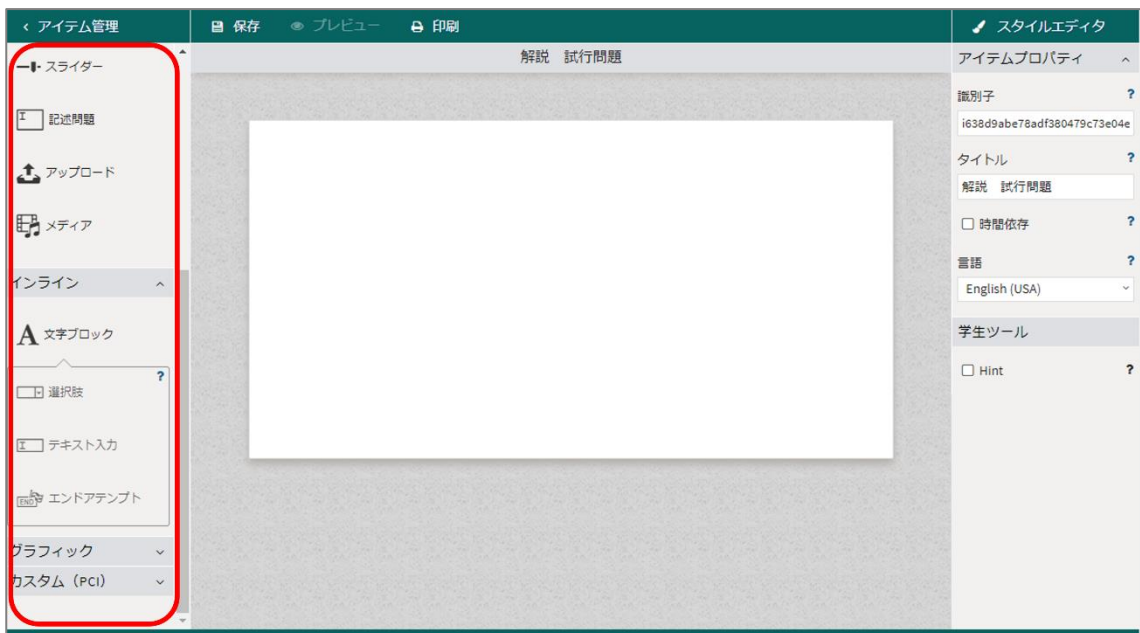 ‹ アイテム管理
保存
プレビュー
印刷
スタイルエディタ
スライダー
記述問題
アップロード
メディア
インライン
文字ブロック
?
選択肢
テキスト入力
END エンドアテンプト
グラフィック
カスタム（PCI）
解説　試行問題
アイテムプロパティ
識別子 ?
i638d9abe78adf380479c73e04e
タイトル ?
解説　試行問題
時間依存 ?
言語 ?
English (USA)
学生ツール
Hint ?